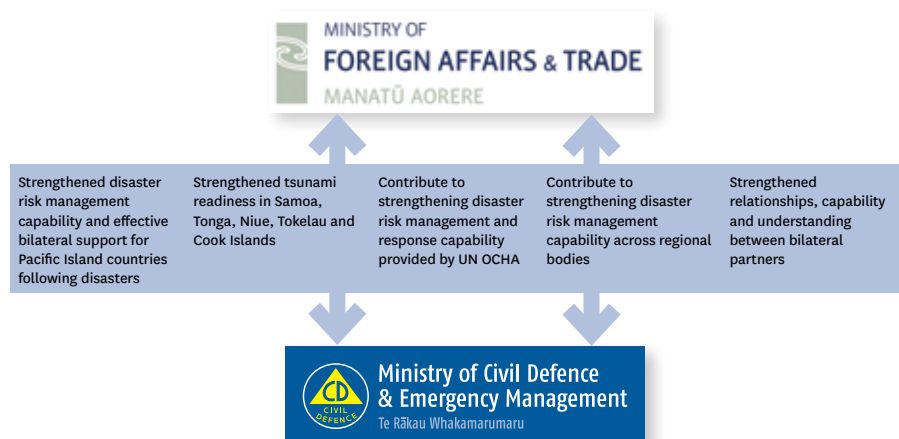 MINISTRY OF
FOREIGN AFFAIRS & TRADE
MANATŪ AORERE
Strengthened disaster
risk management
capability and effective
bilateral support for
Pacific Island countries
following disasters
Strengthened tsunami
readiness in Samoa,
Tonga, Niue, Tokelau and
Cook Islands
Contribute to
strengthening disaster
risk management and
response capability
provided by UN OCHA
Contribute to
strengthening disaster
risk management
capability across regional
bodies
Strengthened
relationships, capability
and understanding
between bilateral
partners
CD
CIVIL
DEFENCE
Ministry of Civil Defence
& Emergency Management
Te Rākau Whakamarumaru